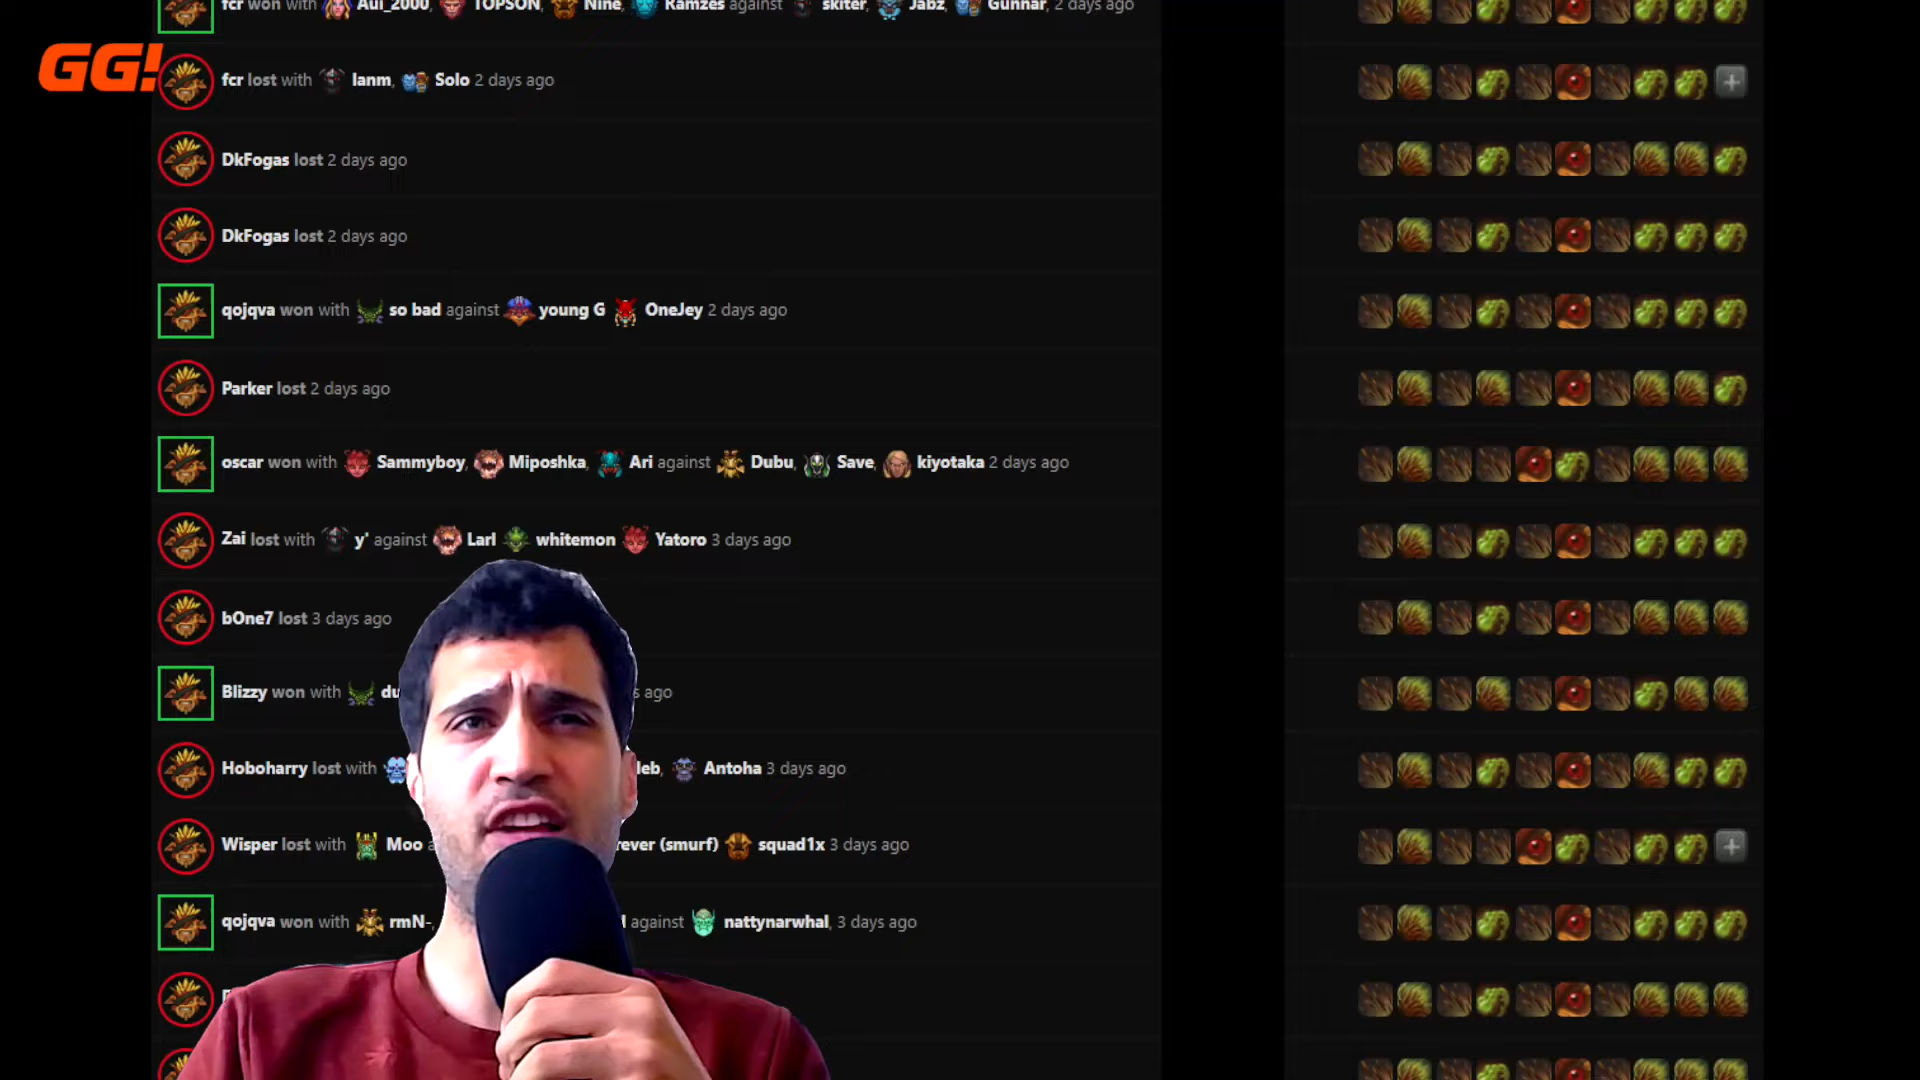 fcr won with Aui_2000, TOPSON, Nine, Ramzes against skiter, Jabz, Gunnar, 2 days ago
GG!
fcr lost with lanm, Solo 2 days ago
DkFogas lost 2 days ago
DkFogas lost 2 days ago
qojqva won with so bad against young G OneJey 2 days ago
Parker lost 2 days ago
oscar won with Sammyboy, Miposhka, Ari against Dubu, Save, kiyotaka 2 days ago
Zai lost with y' against Larl whitemon Yatoro 3 days ago
bOne7 lost 3 days ago
Blizzy won with du s ago
Hoboharry lost with leb, Antoha 3 days ago
Wisper lost with Moo rever (smurf) squad1x 3 days ago
qojqva won with rmN-, against nattynarwhal, 3 days ago